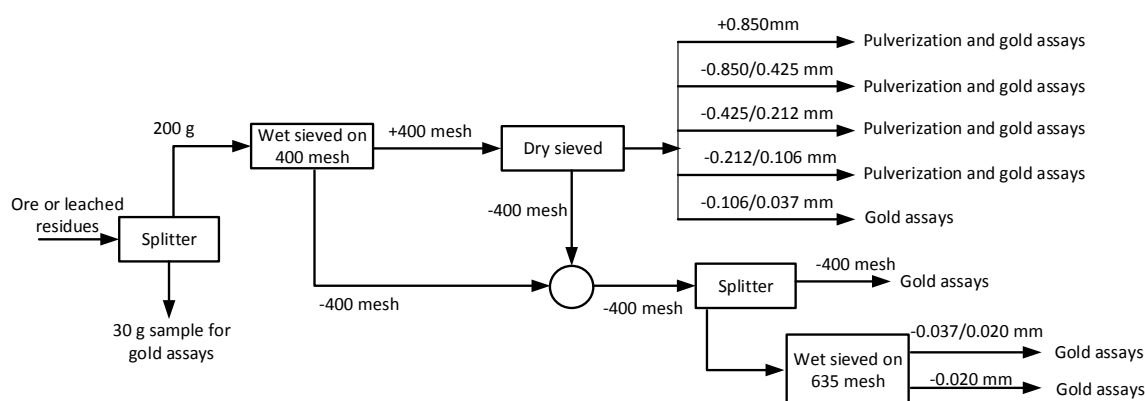 Ore or leached
residues
Splitter
30 g sample for
gold assays
200 g
Wet sieved on
400 mesh
+400 mesh
-400 mesh
Dry sieved
-400 mesh
+0.850mm
Pulverization and gold assays
-0.850/0.425 mm
Pulverization and gold assays
-0.425/0.212 mm
Pulverization and gold assays
-0.212/0.106 mm
Pulverization and gold assays
-0.106/0.037 mm
Gold assays
-400 mesh
Splitter
-400 mesh
Gold assays
Wet sieved on
635 mesh
-0.037/0.020 mm
Gold assays
-0.020 mm
Gold assays